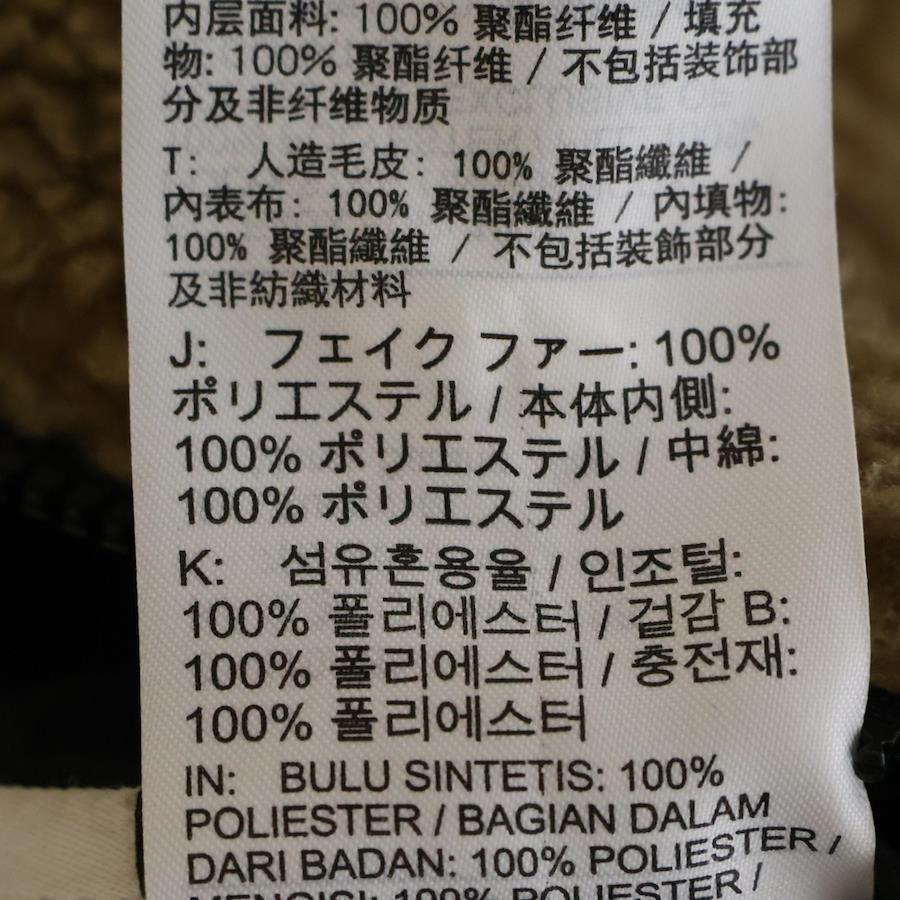 内层面料: 100% 聚酯纤维 / 填充
物: 100% 聚酯纤维 / 不包括装饰部
分及非纤维物质
T: 人造毛皮: 100% 聚酯纖維 /
內表布: 100% 聚酯纖維 / 內填物:
100% 聚酯纖維 / 不包括裝飾部分
及非紡織材料
J: フェイク ファー: 100%
ポリエステル / 本体内側:
100% ポリエステル / 中綿:
100% ポリエステル
K: 섬유혼용율 / 인조털:
100% 폴리에스터 / 겉감 B:
100% 폴리에스터 / 충전재:
100% 폴리에스터
IN: BULU SINTETIS: 100%
POLIESTER / BAGIAN DALAM
DARI BADAN: 100% POLIESTER /
MENGISI: 100% POLIESTER /